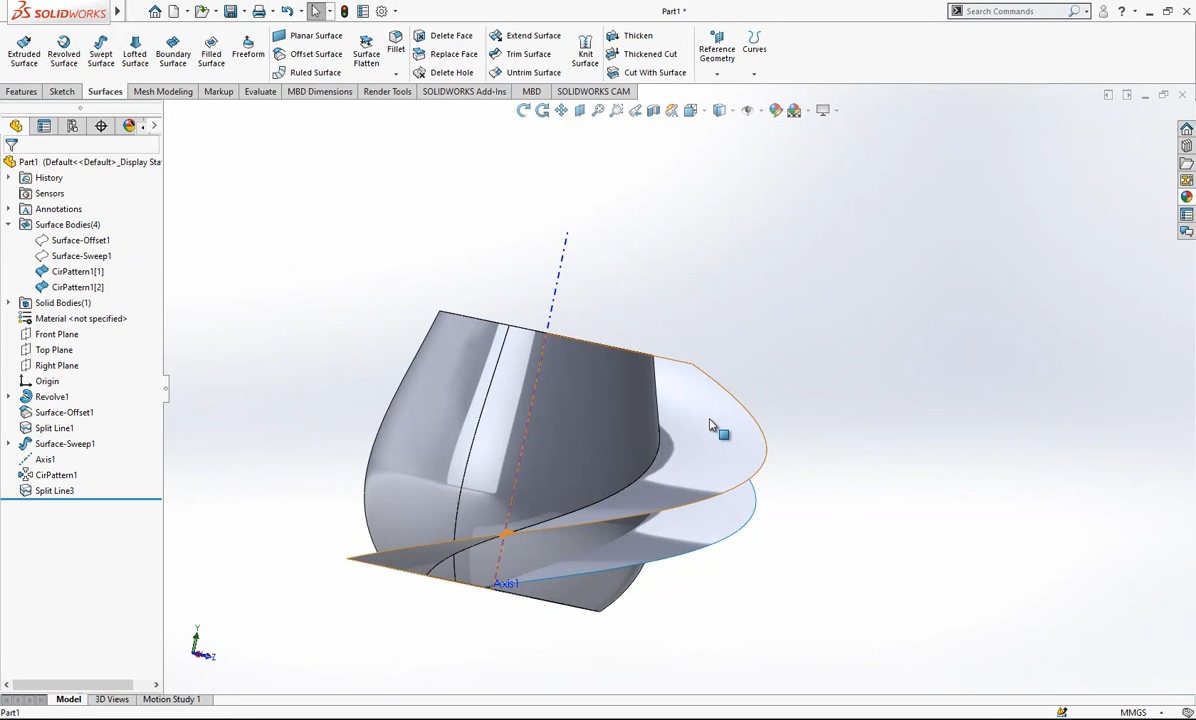 SOLIDWORKS
Part1 *
Search Commands
Extruded Surface
Revolved Surface
Swept Surface
Lofted Surface
Boundary Surface
Filled Surface
Freeform
Planar Surface
Offset Surface
Ruled Surface
Surface Flatten
Fillet
Delete Face
Replace Face
Delete Hole
Extend Surface
Trim Surface
Untrim Surface
Knit Surface
Thicken
Thickened Cut
Cut With Surface
Reference Geometry
Curves
Features
Sketch
Surfaces
Mesh Modeling
Markup
Evaluate
MBD Dimensions
Render Tools
SOLIDWORKS Add-Ins
MBD
SOLIDWORKS CAM
Part1 (Default<<Default>_Display Sta
History
Sensors
Annotations
Surface Bodies(4)
Surface-Offset1
Surface-Sweep1
CirPattern1[1]
CirPattern1[2]
Solid Bodies(1)
Material <not specified>
Front Plane
Top Plane
Right Plane
Origin
Revolve1
Surface-Offset1
Split Line1
Surface-Sweep1
Axis1
CirPattern1
Split Line3
Axis1
Y
Z
Model
3D Views
Motion Study 1
Part1
MMGS